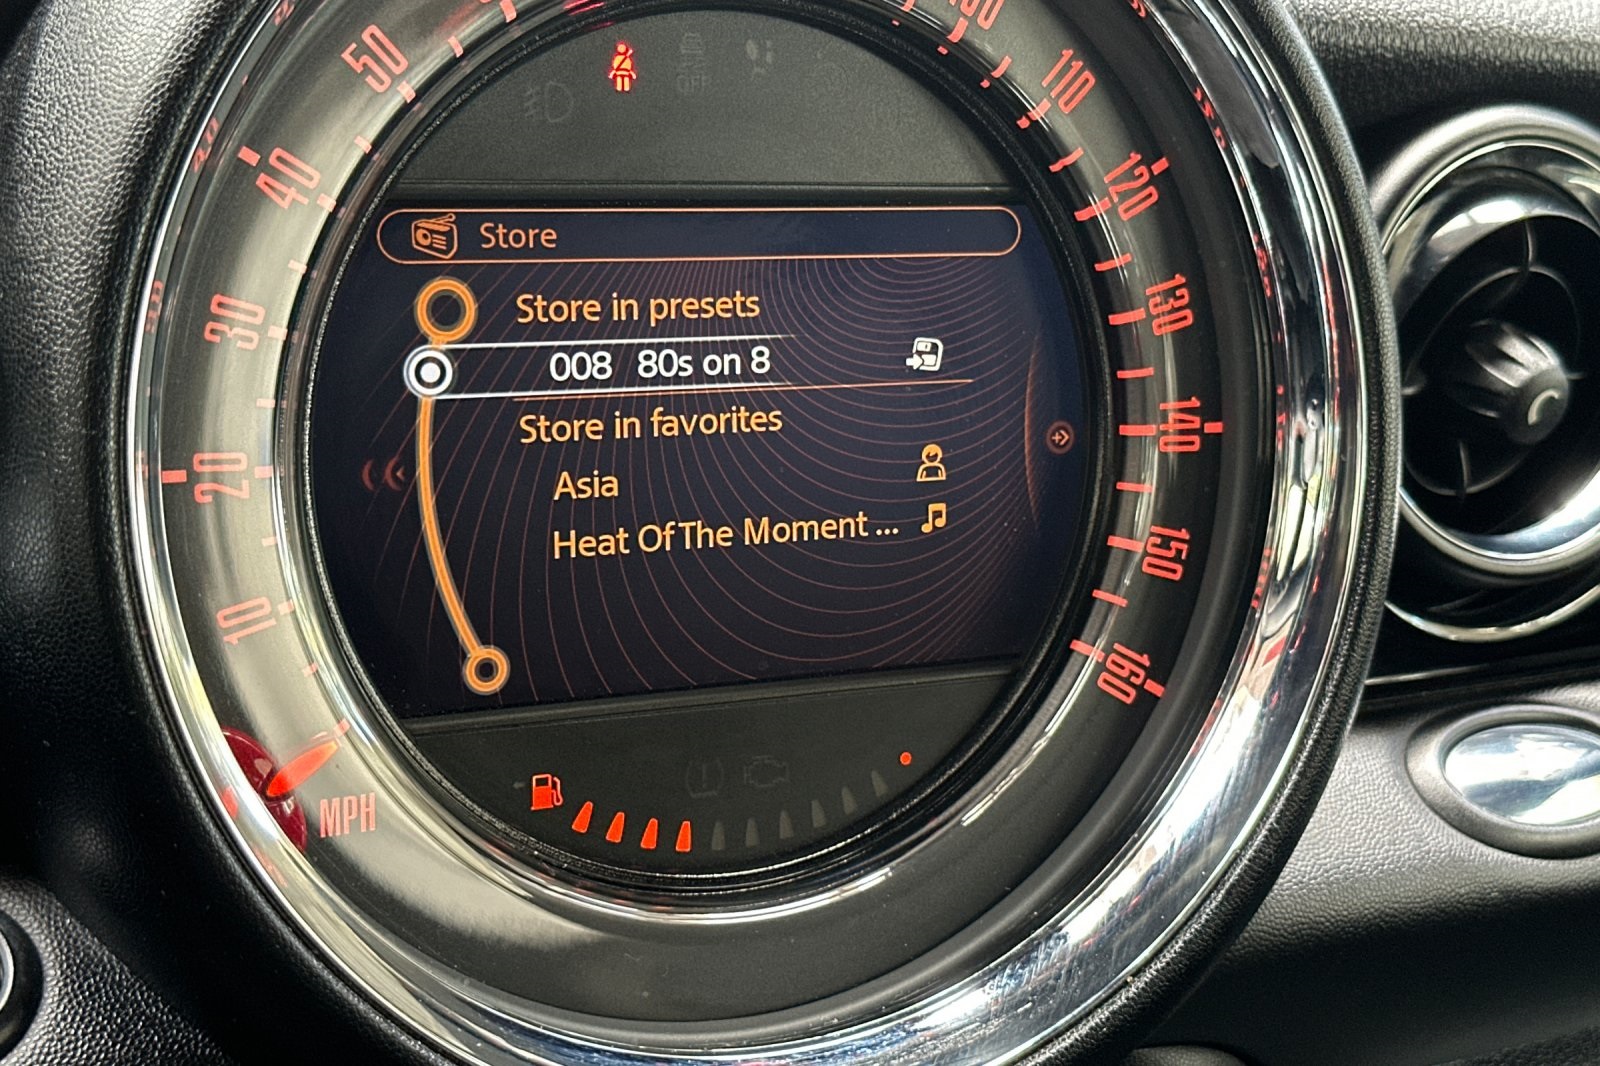 Store
Store in presets
008 80s on 8
Store in favorites
Asia
Heat Of The Moment ...
10
20
30
40
50
110
120
130
140
150
160
MPH